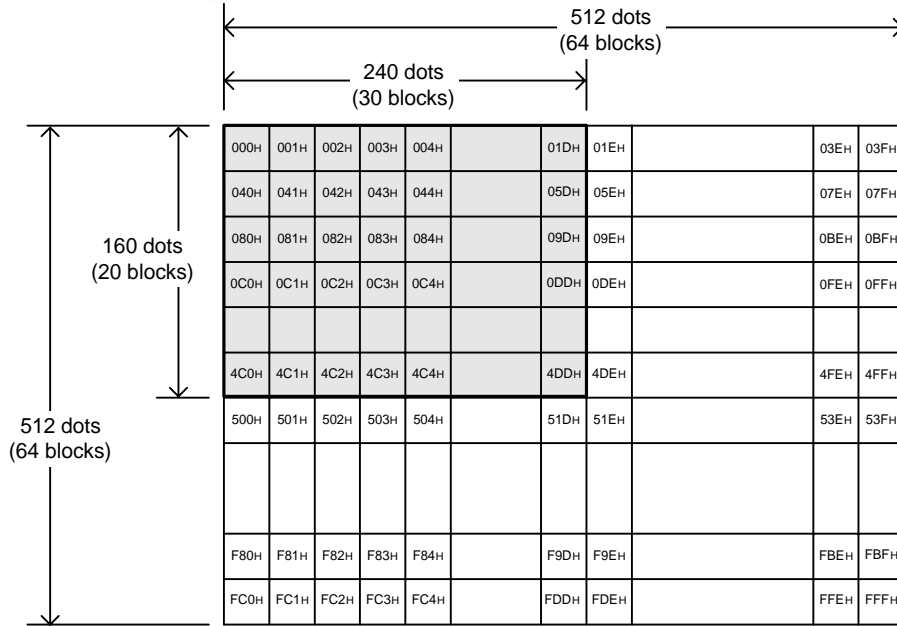 512 dots
(64 blocks)
240 dots
(30 blocks)
000H 001H 002H 003H 004H 01DH 01EH 03EH 03FH
040H 041H 042H 043H 044H 05DH 05EH 07EH 07FH
160 dots
(20 blocks)
080H 081H 082H 083H 084H 09DH 09EH 0BEH 0BFH
0C0H 0C1H 0C2H 0C3H 0C4H 0DDH 0DEH 0FEH 0FFH
4C0H 4C1H 4C2H 4C3H 4C4H 4DDH 4DEH 4FEH 4FFH
512 dots
(64 blocks)
500H 501H 502H 503H 504H 51DH 51EH 53EH 53FH
F80H F81H F82H F83H F84H F9DH F9EH FBEH FBFH
FC0H FC1H FC2H FC3H FC4H FDDH FDEH FFEH FFFH